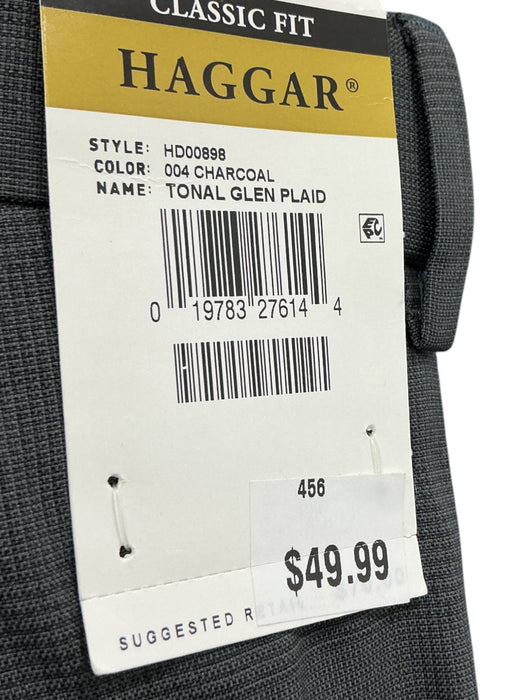 CLASSIC FIT
HAGGAR®
STYLE: HD00898
COLOR: 004 CHARCOAL
NAME: TONAL GLEN PLAID
0 19783 27614 4
456
$49.99
SUGGESTED RETAIL